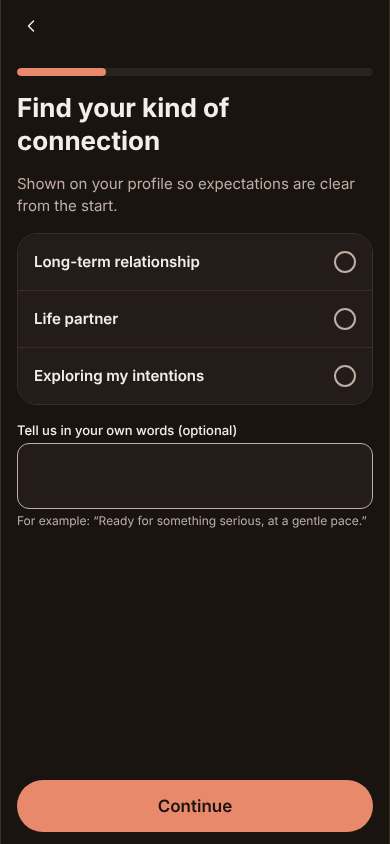 Find your kind of
connection
Shown on your profile so expectations are clear
from the start.
Long-term relationship
Life partner
Exploring my intentions
Tell us in your own words (optional)
For example: “Ready for something serious, at a gentle pace.”
Continue